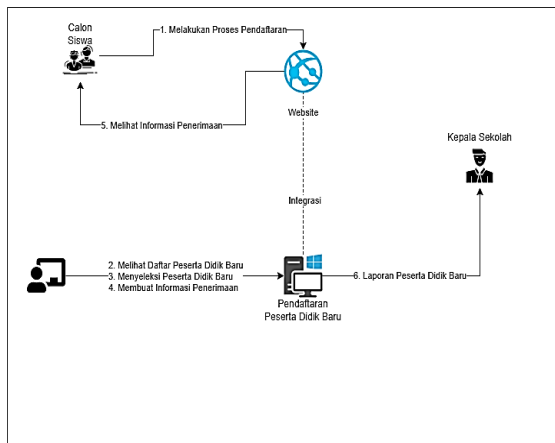 Calon
Siswa
1. Melakukan Proses Pendaftaran
5. Melihat Informasi Penerimaan
Website
Kepala Sekolah
Integrasi
2. Melihat Daftar Peserta Didik Baru
3. Menyeleksi Peserta Didik Baru
4. Membuat Informasi Penerimaan
6. Laporan Peserta Didik Baru
Pendaftaran
Peserta Didik Baru